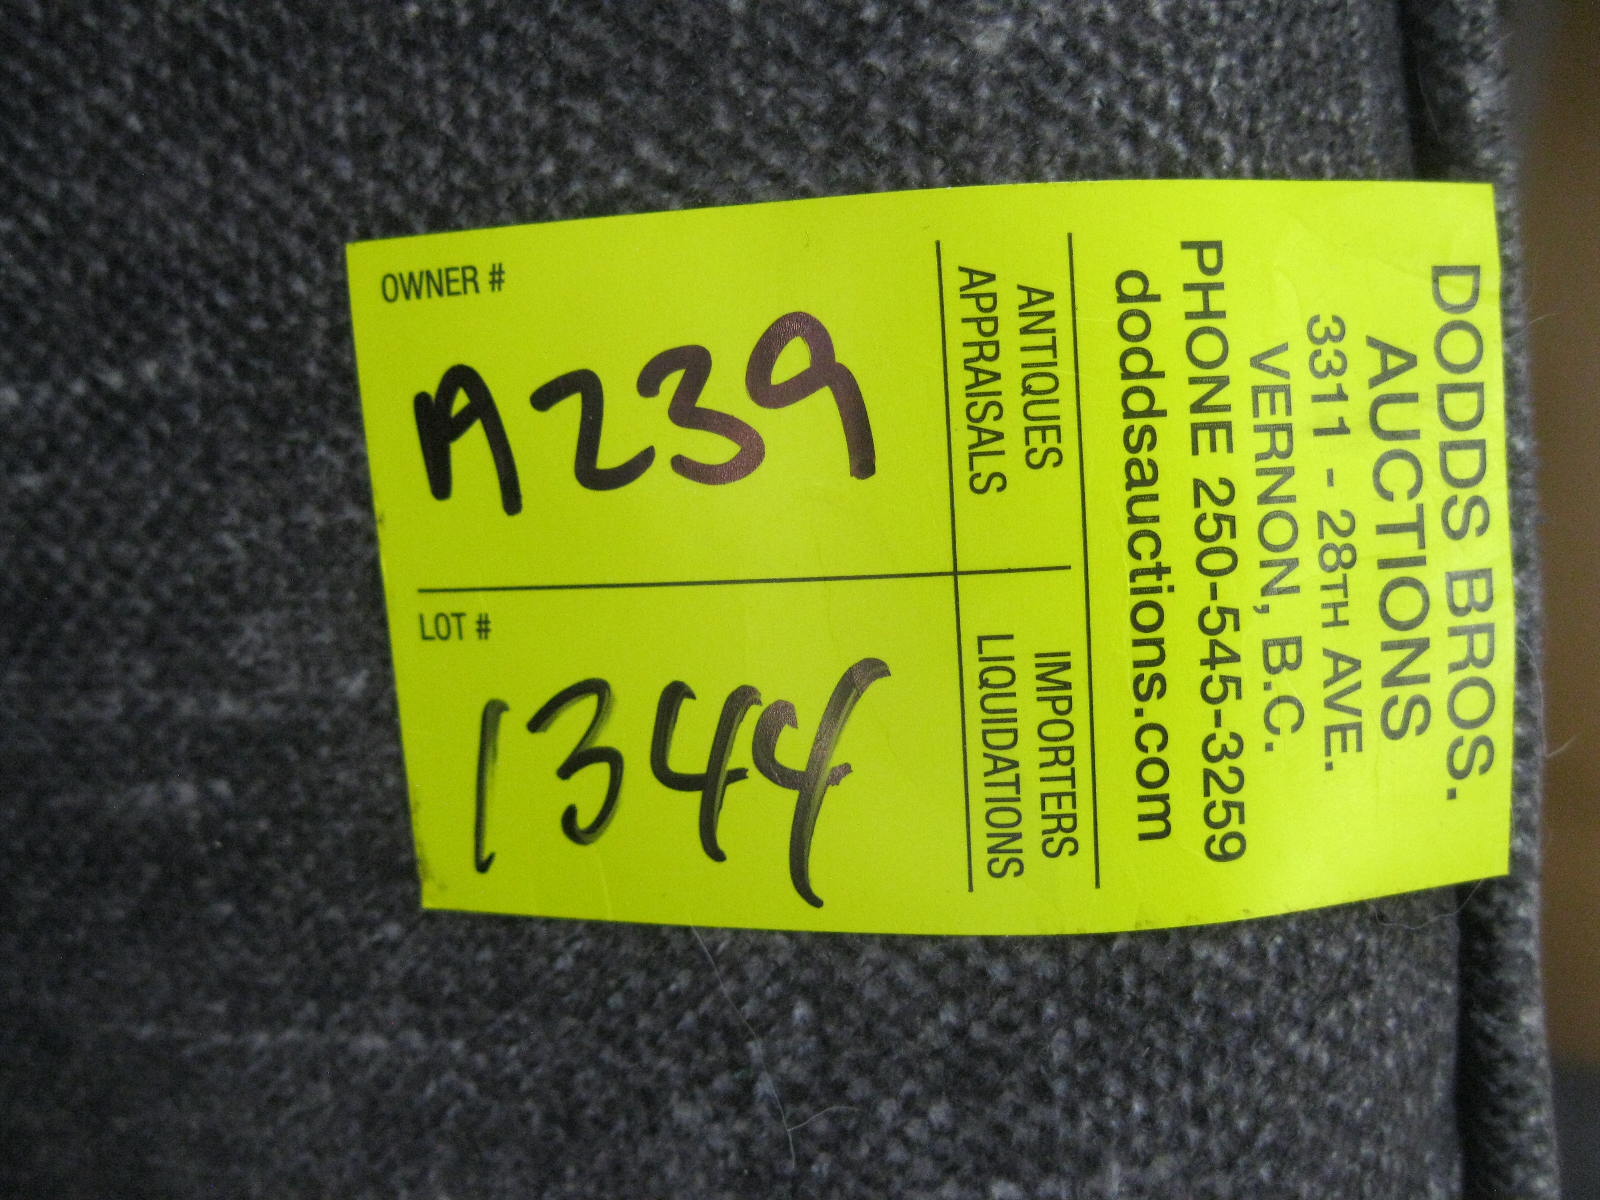 DODDS BROS.
AUCTIONS
3311 - 28TH AVE.
VERNON, B.C.
PHONE 250-545-3259
doddsauctions.com
ANTIQUES
APPRAISALS
IMPORTERS
LIQUIDATIONS
OWNER #
A239
LOT #
1344